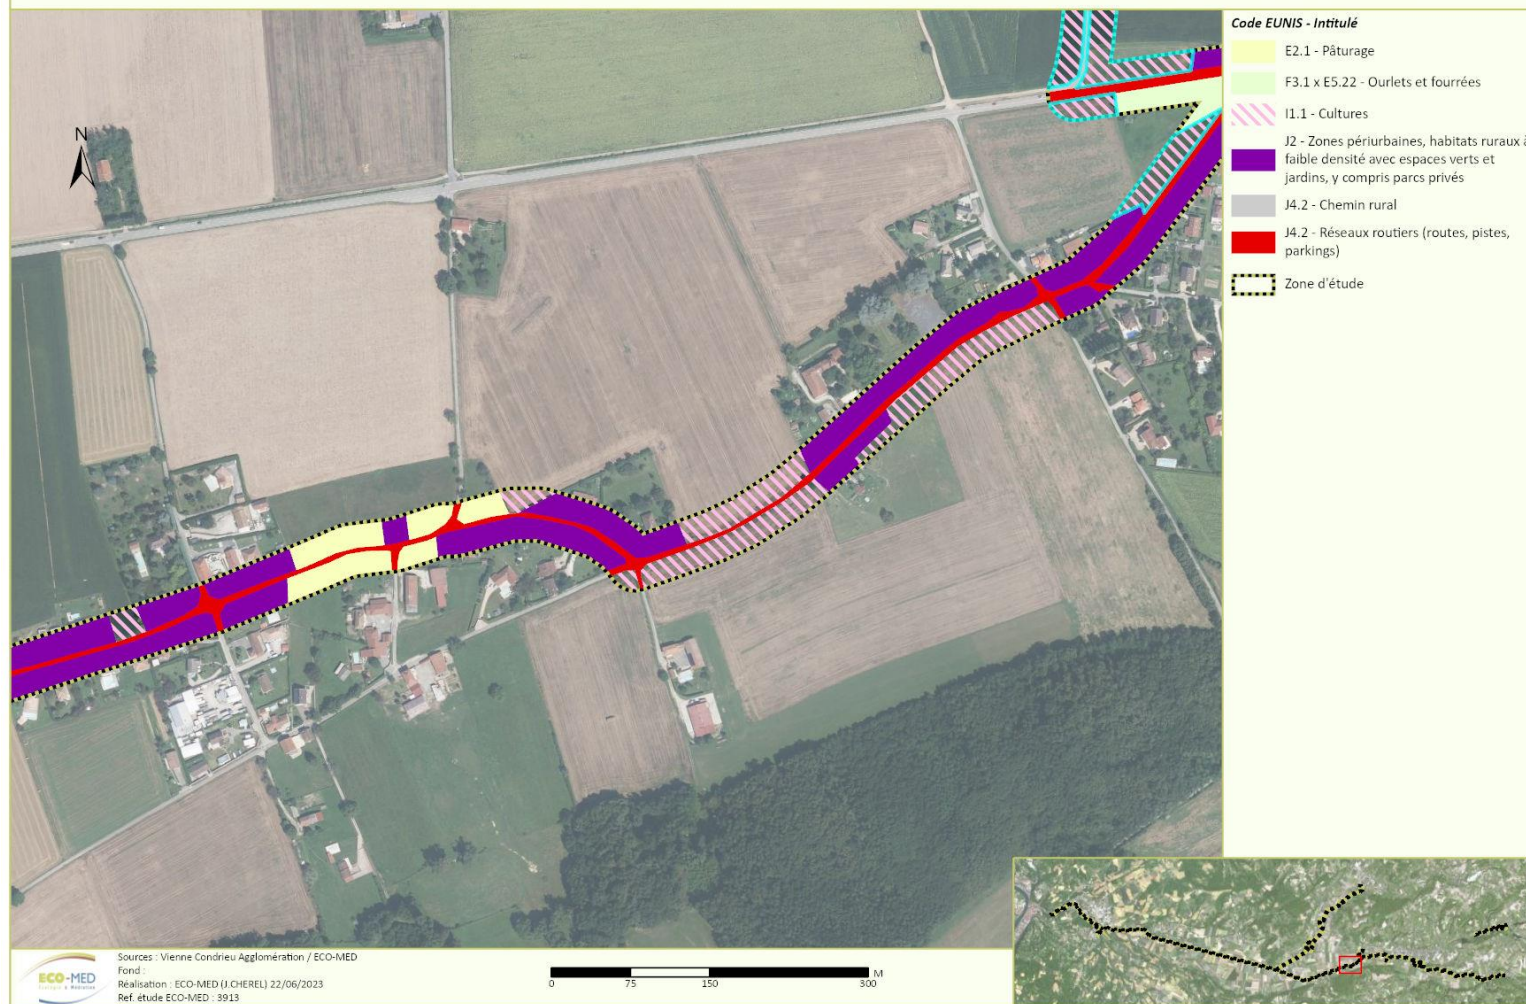 Code EUNIS - Intitulé
E2.1 - Pâturage
F3.1 x E5.22 - Ourlets et fourrées
I1.1 - Cultures
J2 - Zones périurbaines, habitats ruraux à
faible densité avec espaces verts et
jardins, y compris parcs privés
J4.2 - Chemin rural
J4.2 - Réseaux routiers (routes, pistes,
parkings)
Zone d'étude
N
ECO-MED
Ecologie & Médiation
Sources : Vienne Condrieu Agglomération / ECO-MED
Fond :
Réalisation : ECO-MED (J.CHEREL) 22/06/2023
Ref. étude ECO-MED : 3913
M
0 75 150 300